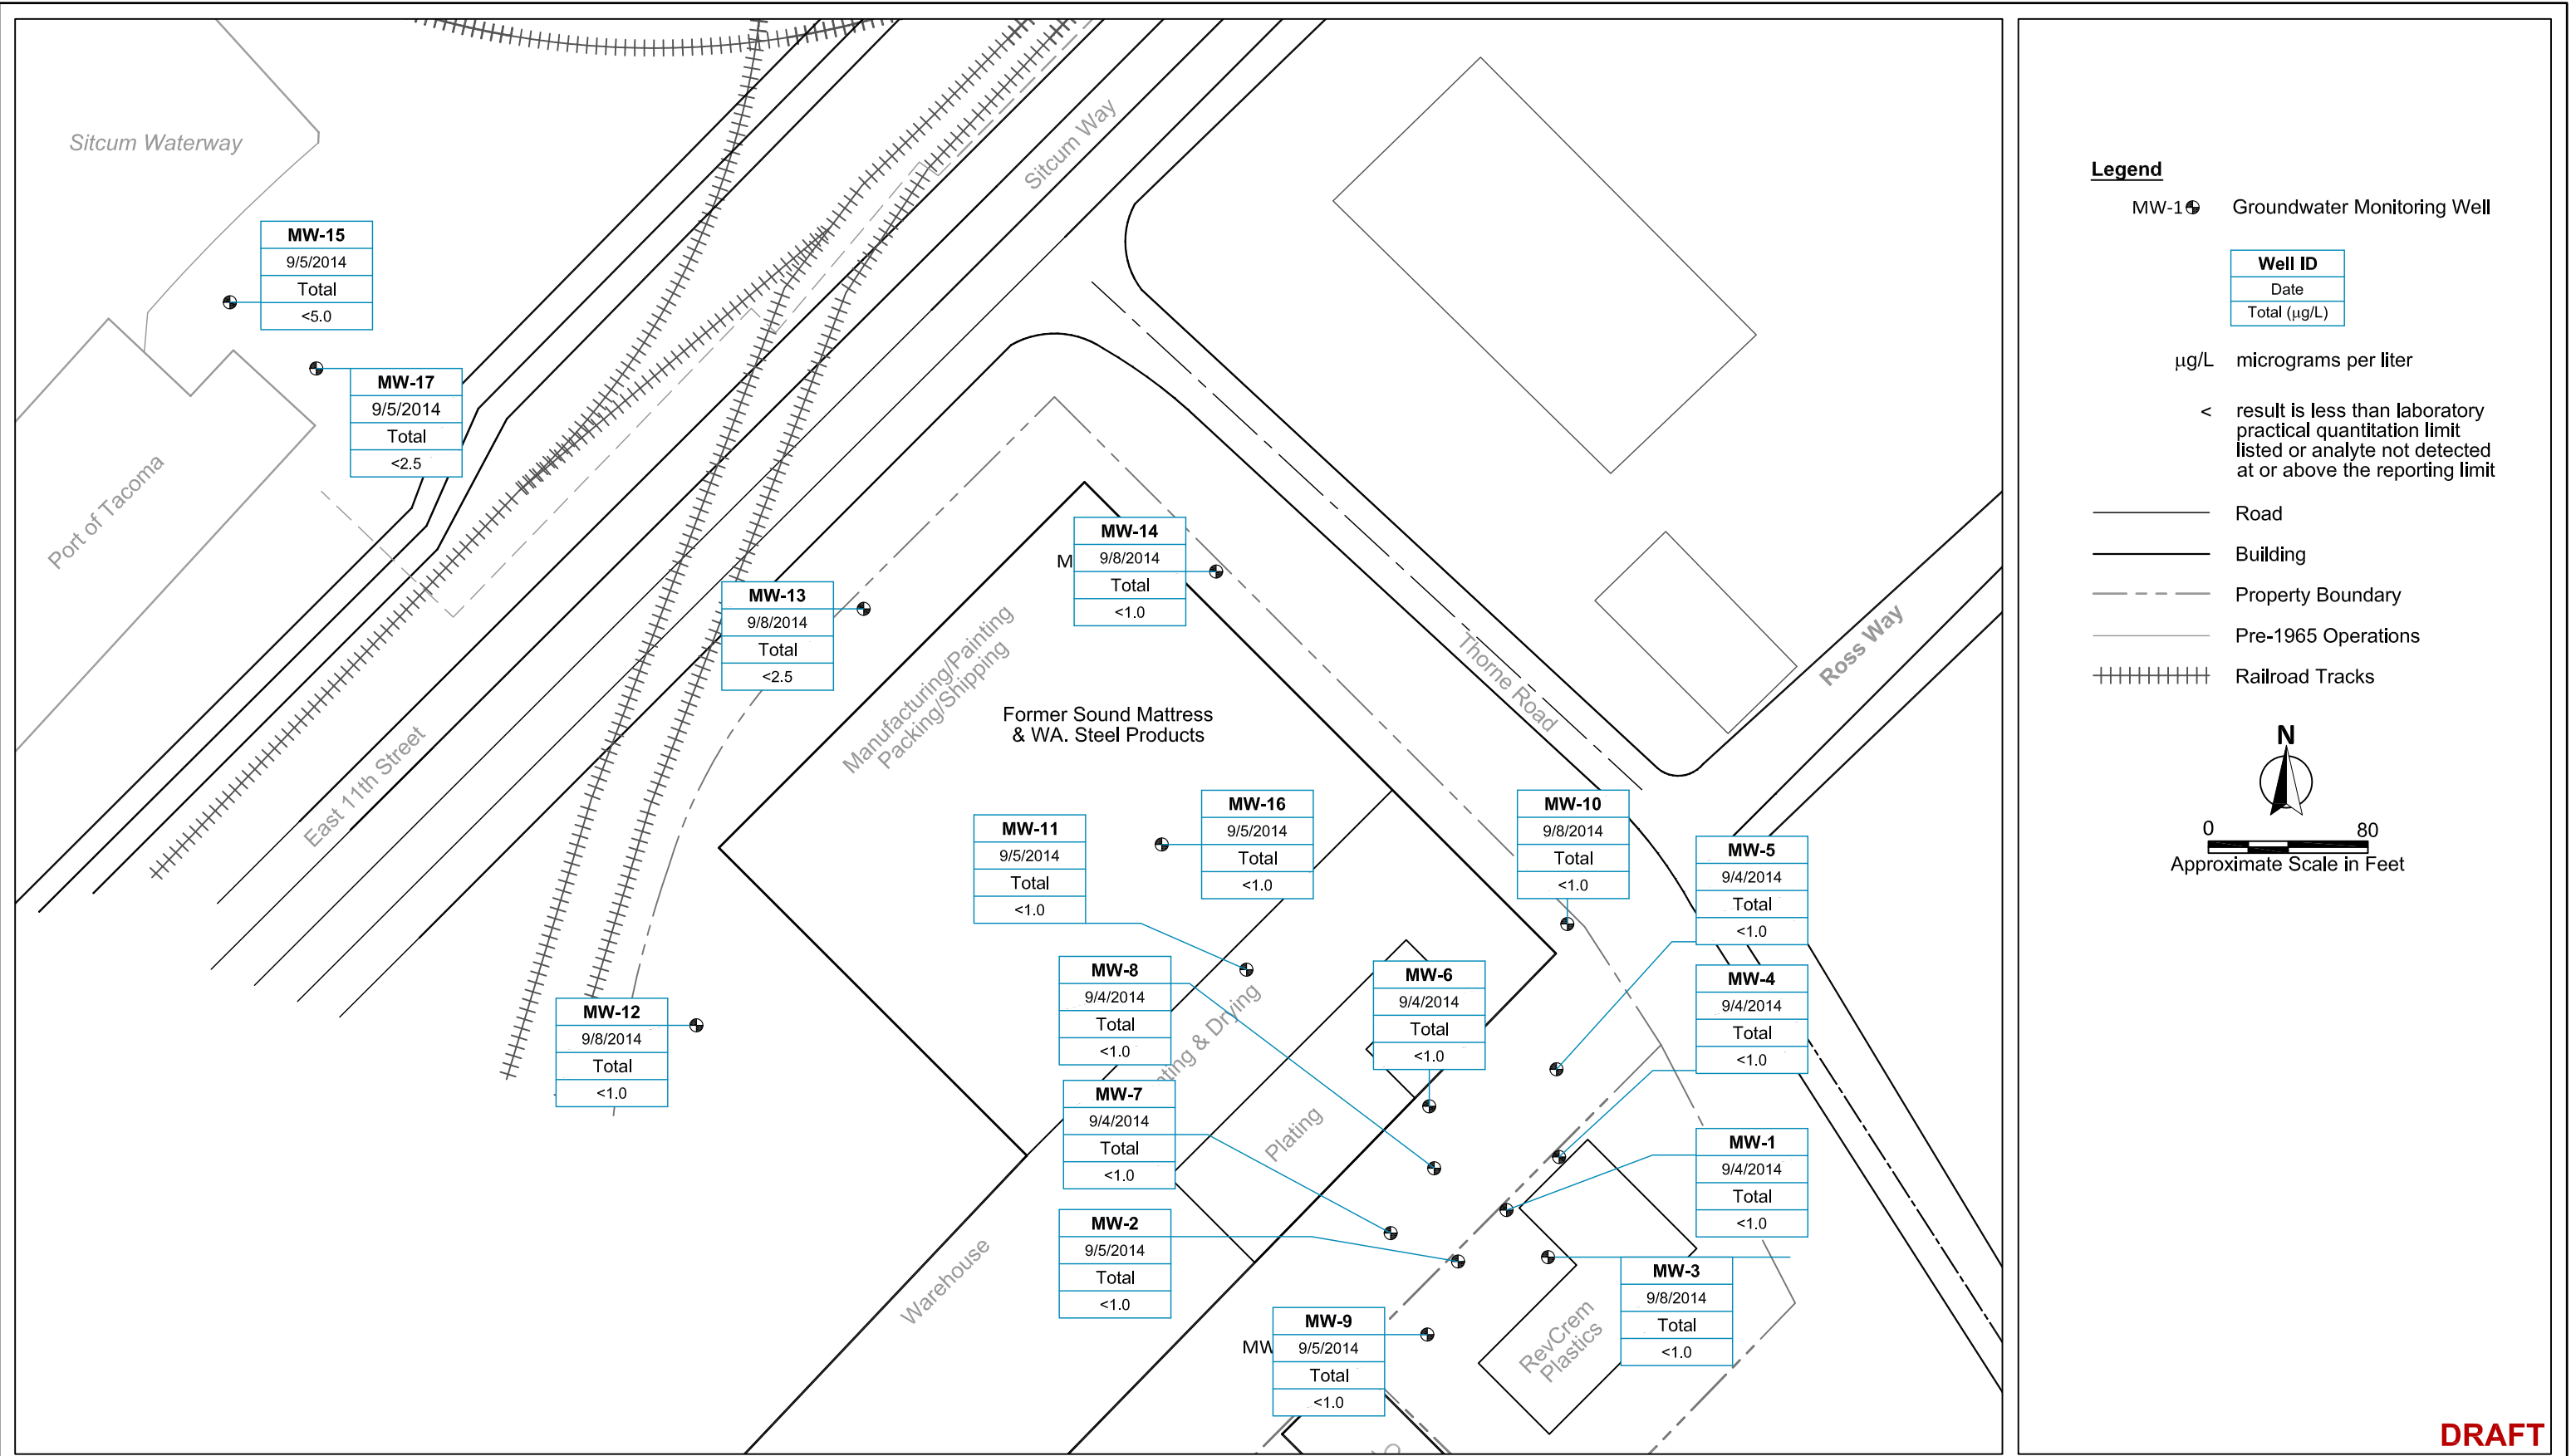 Sitcum Waterway
MW-15
9/5/2014
Total
<5.0
MW-17
9/5/2014
Total
<2.5
Port of Tacoma
East 11th Street
Sitcum Way
MW-13
9/8/2014
Total
<2.5
M
MW-14
9/8/2014
Total
<1.0
Manufacturing/Painting
Packing/Shipping
Former Sound Mattress
& WA. Steel Products
Thorne Road
Ross Way
MW-11
9/5/2014
Total
<1.0
MW-16
9/5/2014
Total
<1.0
MW-10
9/8/2014
Total
<1.0
MW-5
9/4/2014
Total
<1.0
MW-12
9/8/2014
Total
<1.0
MW-8
9/4/2014
Total
<1.0
ating & Drying
MW-6
9/4/2014
Total
<1.0
MW-4
9/4/2014
Total
<1.0
MW-7
9/4/2014
Total
<1.0
Plating
MW-1
9/4/2014
Total
<1.0
MW-2
9/5/2014
Total
<1.0
Warehouse
MW-3
9/8/2014
Total
<1.0
MW
MW-9
9/5/2014
Total
<1.0
RevCrem
Plastics
Legend
MW-1 Groundwater Monitoring Well
Well ID
Date
Total (µg/L)
µg/L micrograms per liter
< result is less than laboratory
practical quantitation limit
listed or analyte not detected
at or above the reporting limit
Road
Building
Property Boundary
Pre-1965 Operations
Railroad Tracks
N
0 80
Approximate Scale in Feet
DRAFT